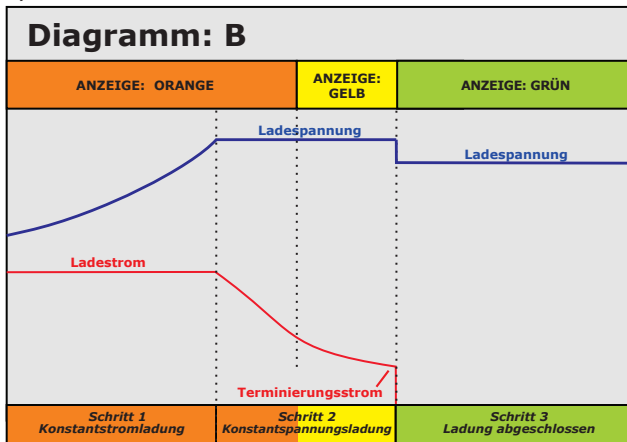 Diagramm: B
ANZEIGE: ORANGE
ANZEIGE:
GELB
ANZEIGE: GRÜN
Ladespannung
Ladespannung
Ladestrom
Terminierungsstrom
Schritt 1
Konstantstromladung
Schritt 2
Konstantspannungsladung
Schritt 3
Ladung abgeschlossen